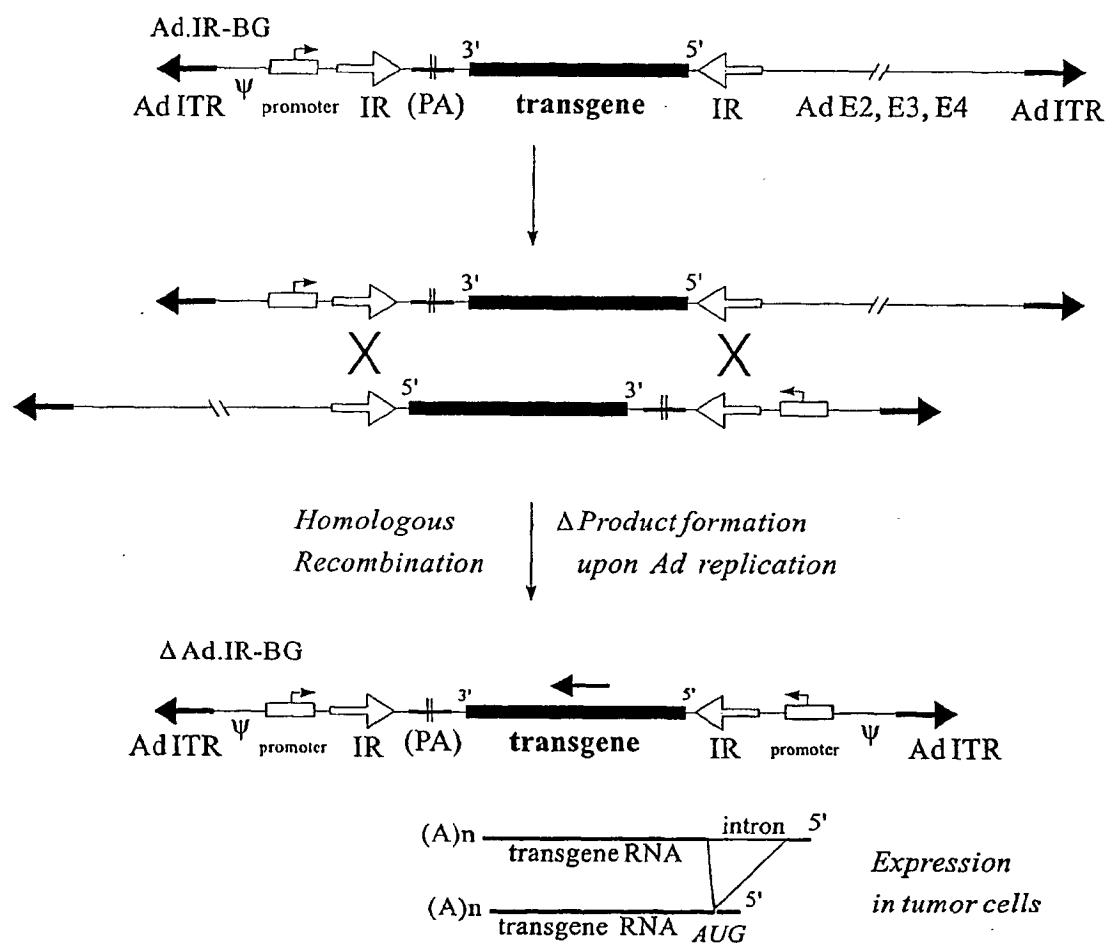 Ad.IR-BG
3' 5'
Ad ITR Ψ promoter IR (PA) transgene IR Ad E2, E3, E4 Ad ITR
3' 5'
X X
5' 3'
Homologous
Recombination
Δ Product formation
upon Ad replication
Δ Ad.IR-BG
3' 5'
Ad ITR Ψ promoter IR (PA) transgene IR promoter Ψ Ad ITR
(A)n transgene RNA intron 5'
(A)n transgene RNA AUG 5'
Expression
in tumor cells